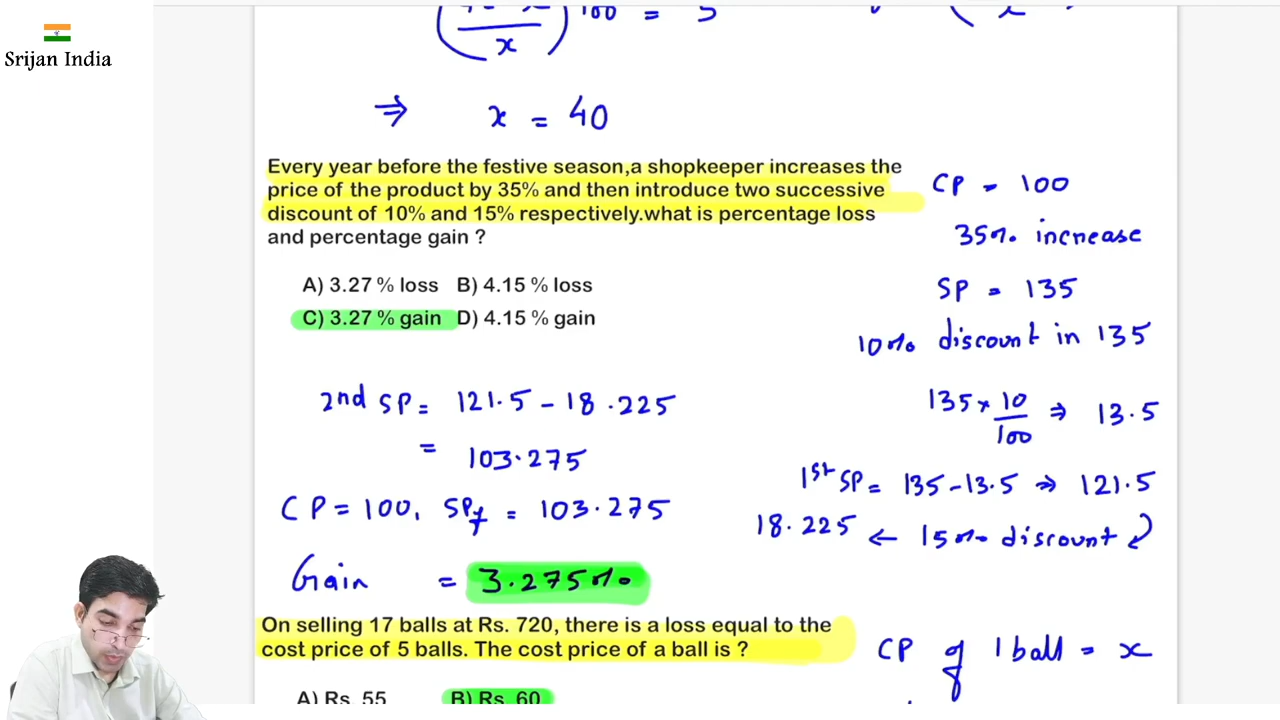 Srijan India
x 100 = 5
x
⇒ x = 40
Every year before the festive season,a shopkeeper increases the
price of the product by 35% and then introduce two successive
discount of 10% and 15% respectively.what is percentage loss
and percentage gain ?
A) 3.27 % loss B) 4.15 % loss
C) 3.27 % gain D) 4.15 % gain
CP = 100
35% increase
SP = 135
10% discount in 135
135 × 10/100 ⇒ 13.5
1st SP = 135 - 13.5 ⇒ 121.5
18.225 ← 15% discount
2nd SP = 121.5 - 18.225
= 103.275
CP = 100, SPf = 103.275
Gain = 3.275%
On selling 17 balls at Rs. 720, there is a loss equal to the
cost price of 5 balls. The cost price of a ball is ?
CP of 1 ball = x
A) Rs. 55 B) Rs. 60